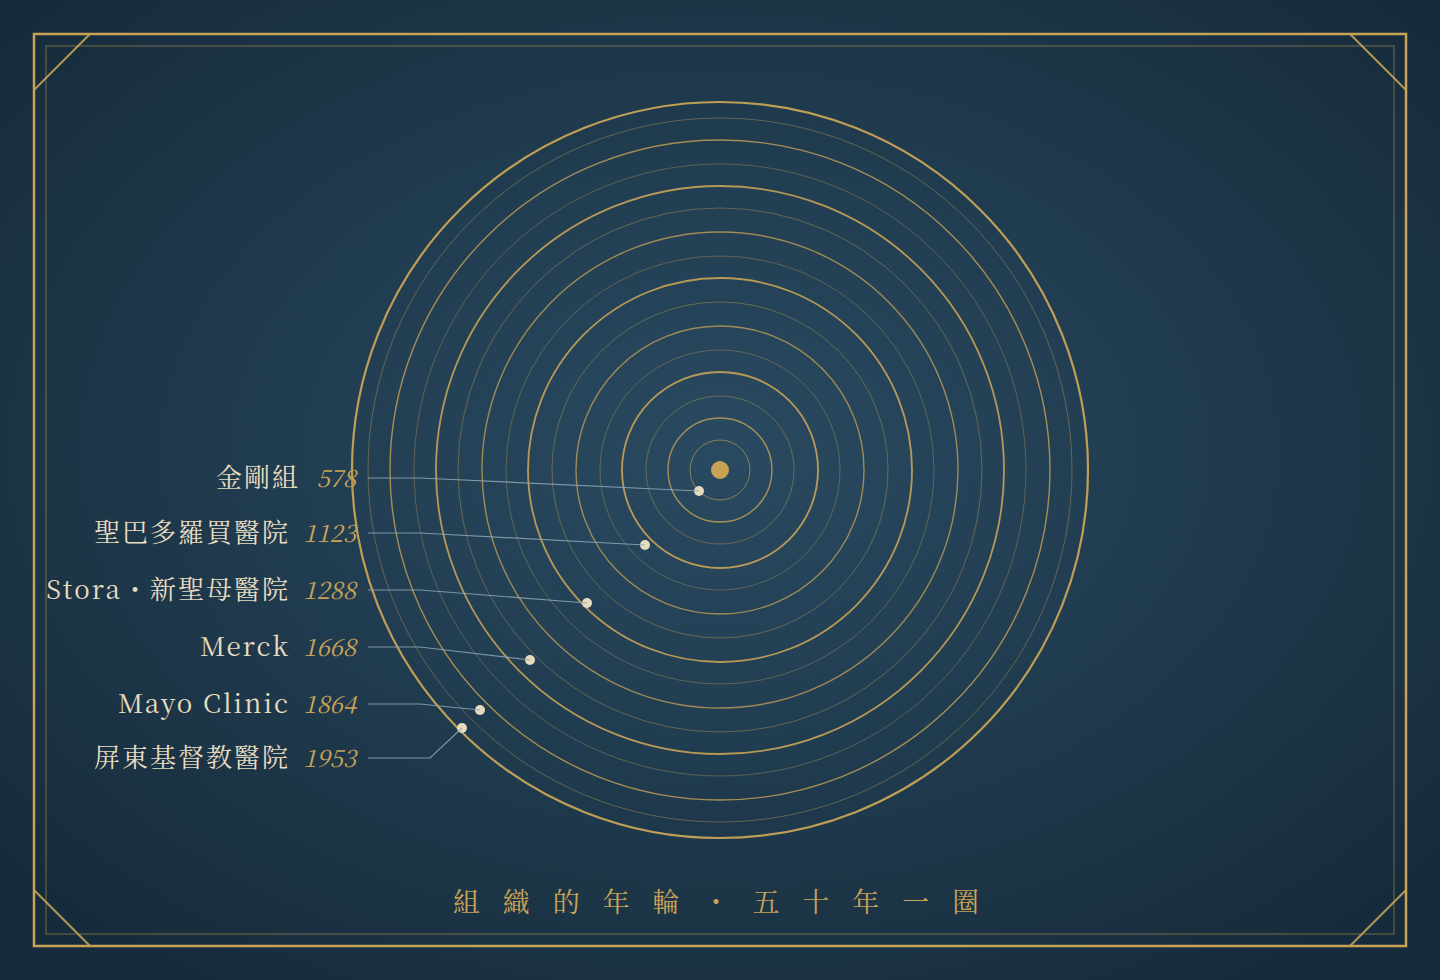 金剛組 578
聖巴多羅買醫院 1123
Stora・新聖母醫院 1288
Merck 1668
Mayo Clinic 1864
屏東基督教醫院 1953
組織的年輪・五十年一圈